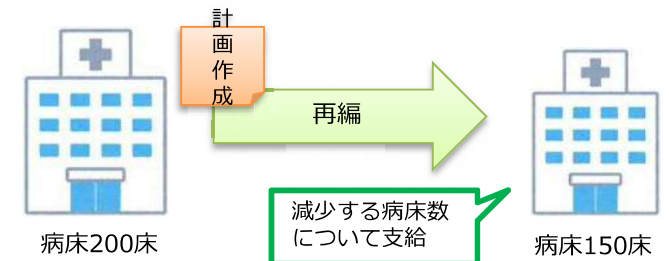 計画作成
再編
減少する病床数
について支給
病床200床
病床150床